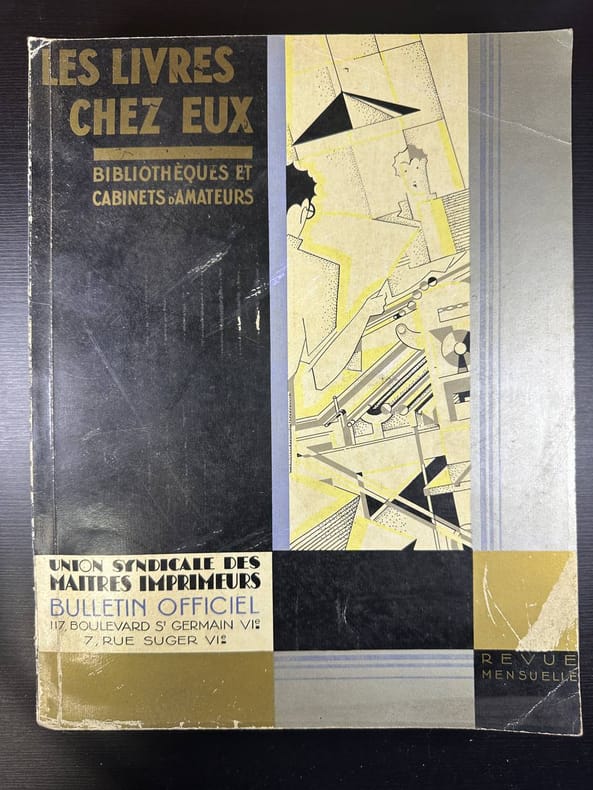 LES LIVRES
CHEZ EUX
BIBLIOTHÈQUES ET
CABINETS D'AMATEURS
UNION SYNDICALE DES
MAITRES IMPRIMEURS
BULLETIN OFFICIEL
117, BOULEVARD ST GERMAIN VIE
7, RUE SUGER VIE
REVUE
MENSUELLE